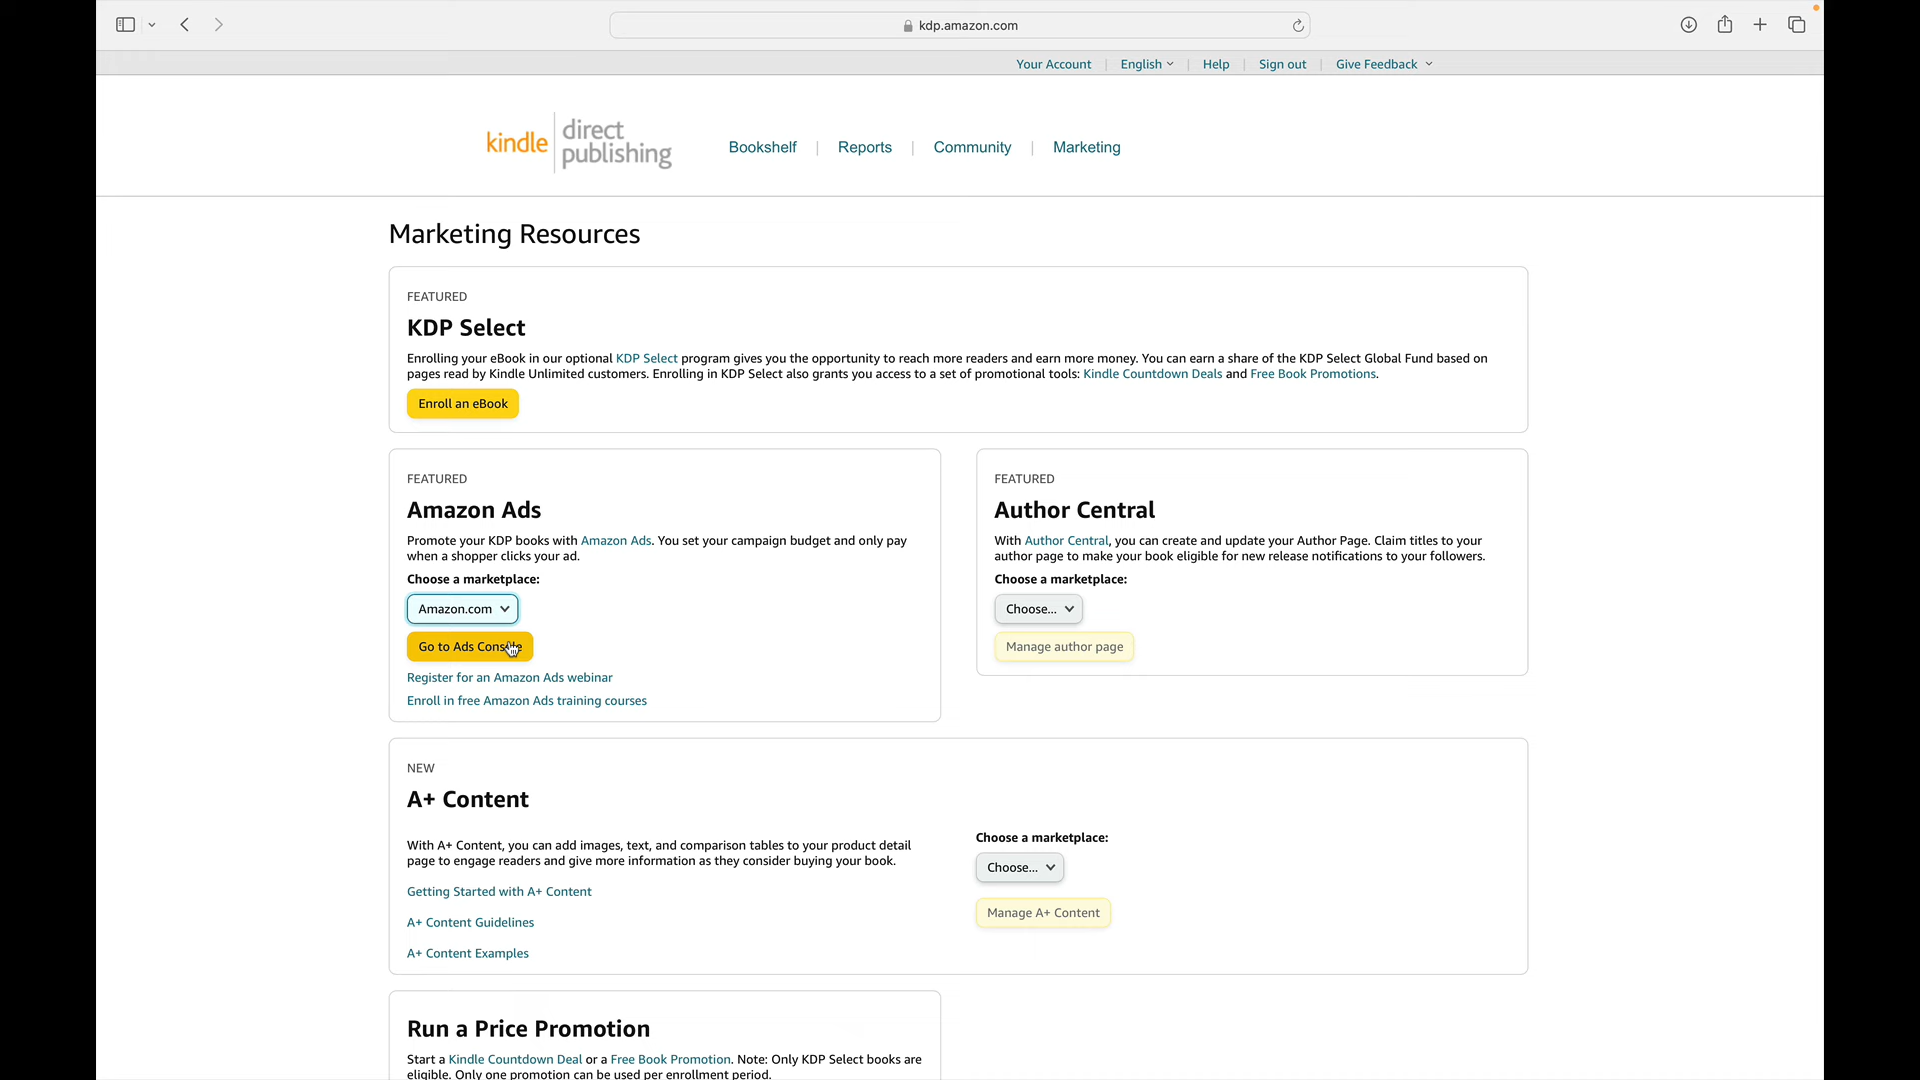 kdp.amazon.com
Your Account | English | Help | Sign out | Give Feedback
kindle direct publishing
Bookshelf | Reports | Community | Marketing
Marketing Resources
FEATURED
KDP Select
Enrolling your eBook in our optional KDP Select program gives you the opportunity to reach more readers and earn more money. You can earn a share of the KDP Select Global Fund based on
pages read by Kindle Unlimited customers. Enrolling in KDP Select also grants you access to a set of promotional tools: Kindle Countdown Deals and Free Book Promotions.
Enroll an eBook
FEATURED
Amazon Ads
Promote your KDP books with Amazon Ads. You set your campaign budget and only pay
when a shopper clicks your ad.
Choose a marketplace:
Amazon.com
Go to Ads Console
Register for an Amazon Ads webinar
Enroll in free Amazon Ads training courses
FEATURED
Author Central
With Author Central, you can create and update your Author Page. Claim titles to your
author page to make your book eligible for new release notifications to your followers.
Choose a marketplace:
Choose...
Manage author page
NEW
A+ Content
With A+ Content, you can add images, text, and comparison tables to your product detail
page to engage readers and give more information as they consider buying your book.
Getting Started with A+ Content
A+ Content Guidelines
A+ Content Examples
Choose a marketplace:
Choose...
Manage A+ Content
Run a Price Promotion
Start a Kindle Countdown Deal or a Free Book Promotion. Note: Only KDP Select books are
eligible. Only one promotion can be used per enrollment period.